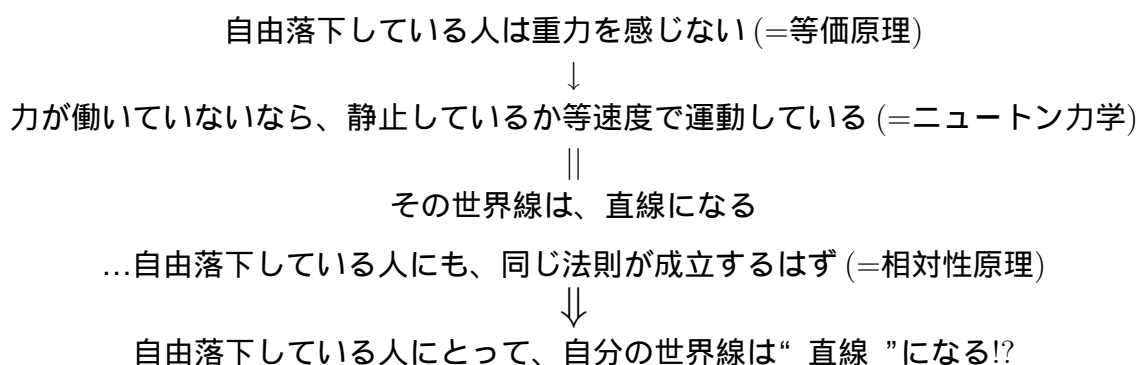 自由落下している人は重力を感じない (=等価原理)
↓
力が働いていないなら、静止しているか等速度で運動している (=ニュートン力学)
||
その世界線は、直線になる
…自由落下している人にも、同じ法則が成立するはず (=相対性原理)
⇓
自由落下している人にとって、自分の世界線は“ 直線 ”になる!?